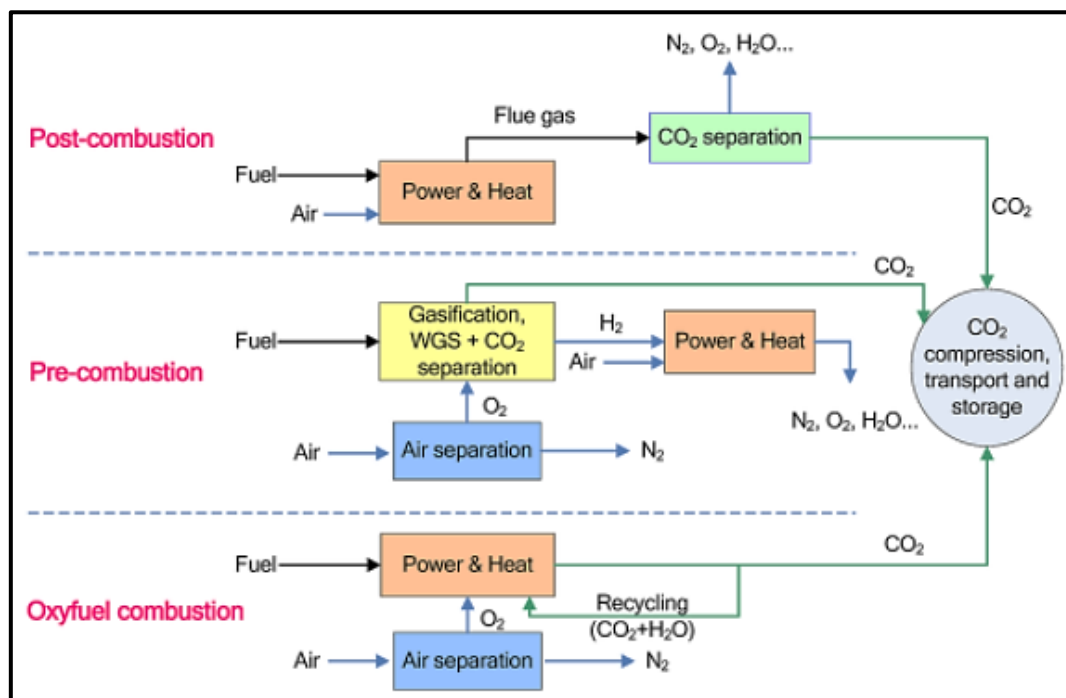 N₂, O₂, H₂O...
Post-combustion
Flue gas
CO₂ separation
Fuel
Power & Heat
Air
CO₂
CO₂
Gasification,
WGS + CO₂
separation
H₂
Fuel
Air
Power & Heat
CO₂
compression,
transport and
storage
Pre-combustion
O₂
N₂, O₂, H₂O...
Air
Air separation
N₂
Fuel
Power & Heat
CO₂
Oxyfuel combustion
O₂
Recycling
(CO₂+H₂O)
Air
Air separation
N₂